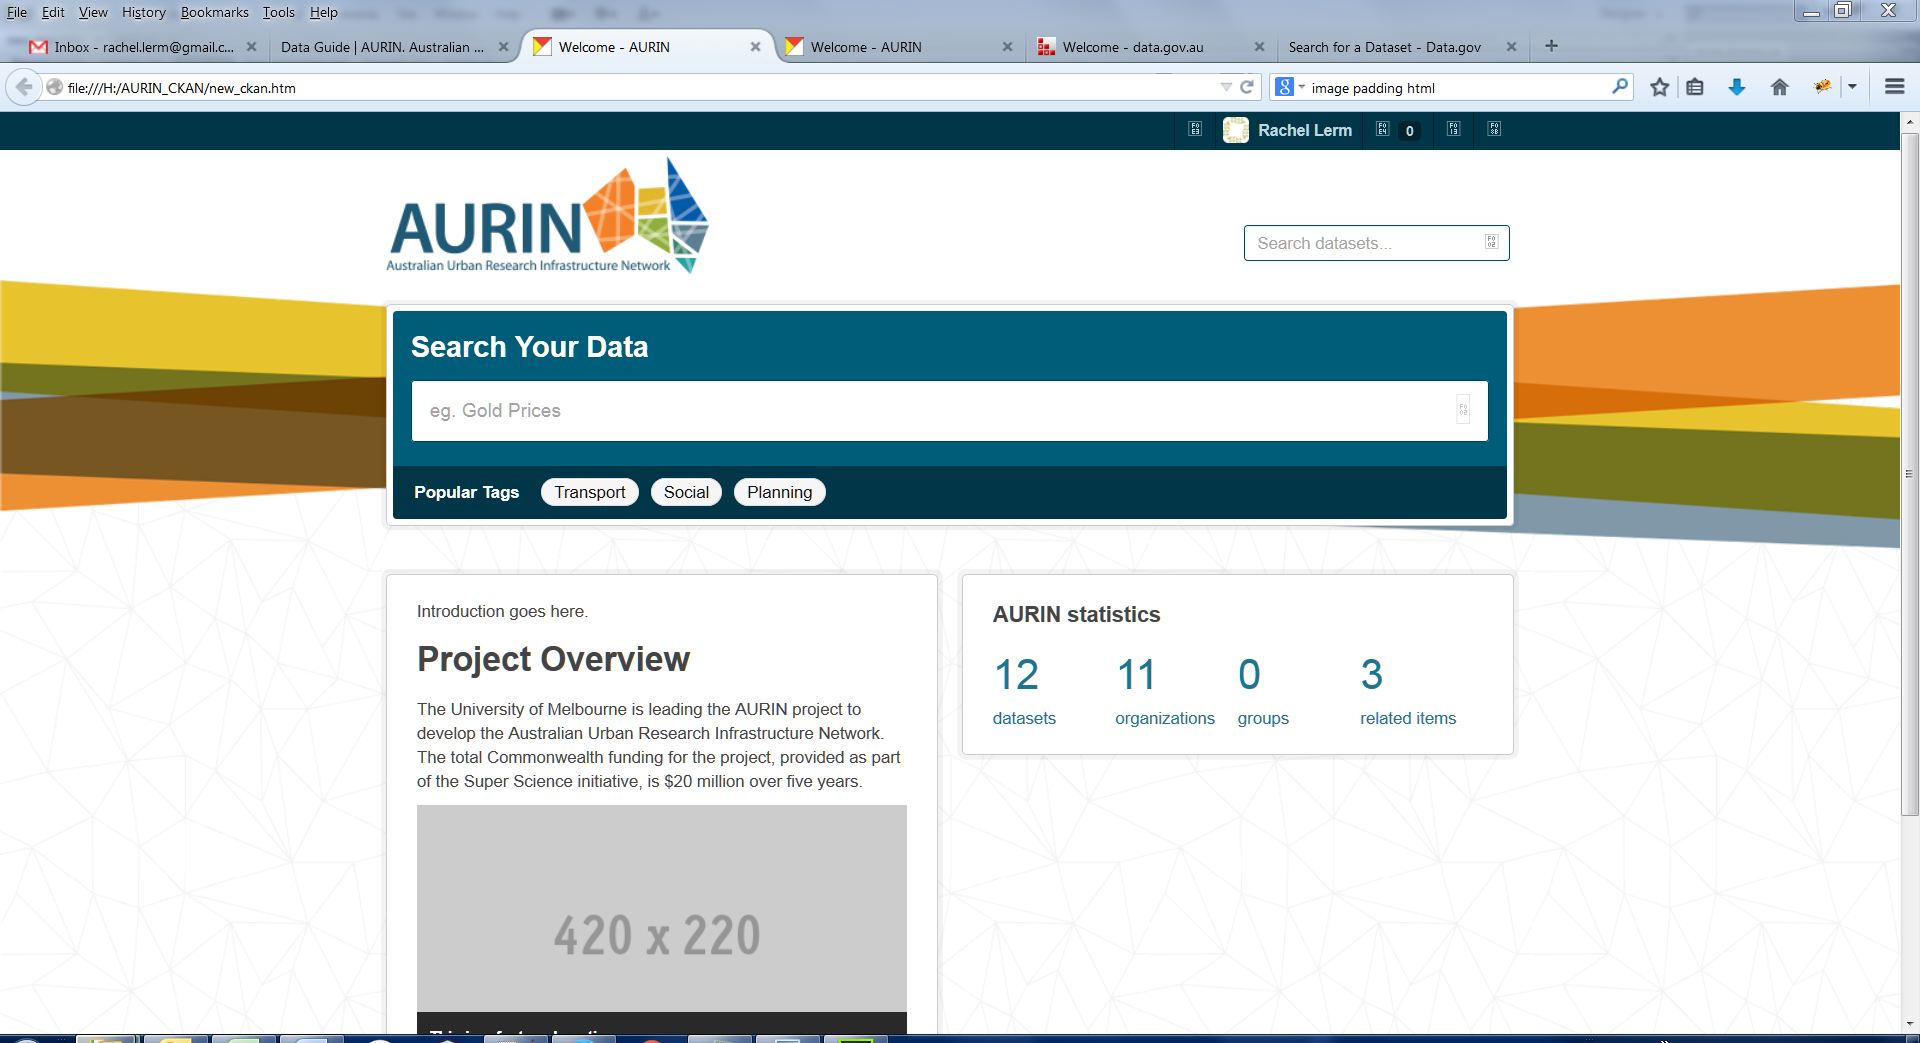 File Edit View History Bookmarks Tools Help
Inbox - rachel.lerm@gmail.c... Data Guide | AURIN. Australian ... Welcome - AURIN Welcome - AURIN Welcome - data.gov.au Search for a Dataset - Data.gov
file:///H:/AURIN_CKAN/new_ckan.htm image padding html
Rachel Lerm 0
AURIN
Australian Urban Research Infrastructure Network
Search datasets...
Search Your Data
eg. Gold Prices
Popular Tags Transport Social Planning
Introduction goes here.
Project Overview
The University of Melbourne is leading the AURIN project to
develop the Australian Urban Research Infrastructure Network.
The total Commonwealth funding for the project, provided as part
of the Super Science initiative, is $20 million over five years.
420 x 220
AURIN statistics
12 11 0 3
datasets organizations groups related items